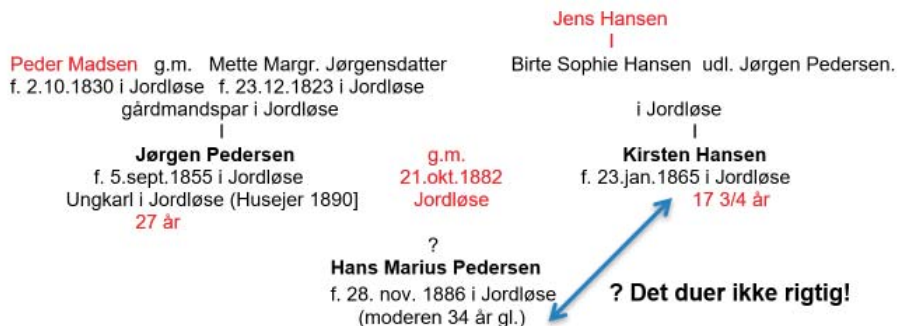 Jens Hansen
I
Peder Madsen g.m. Mette Margr. Jørgensdatter Birte Sophie Hansen udl. Jørgen Pedersen.
f. 2.10.1830 i Jordløse f. 23.12.1823 i Jordløse
gårdmandspar i Jordløse i Jordløse
I I
Jørgen Pedersen g.m. Kirsten Hansen
f. 5.sept.1855 i Jordløse 21.okt.1882 f. 23.jan.1865 i Jordløse
Ungkarl i Jordløse (Husejer 1890] Jordløse 17 3/4 år
27 år
?
Hans Marius Pedersen
f. 28. nov. 1886 i Jordløse ? Det duer ikke rigtig!
(moderen 34 år gl.)